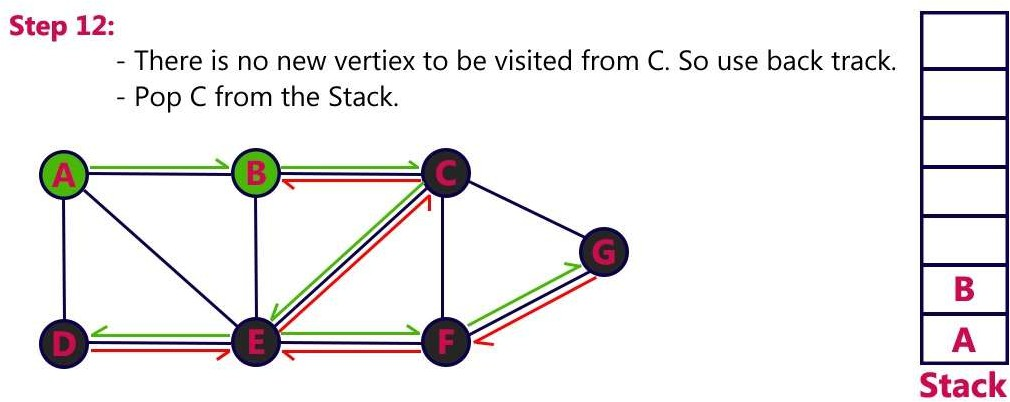 Step 12:
- There is no new vertiex to be visited from C. So use back track.
- Pop C from the Stack.
A
B
C
G
D
E
F
B
A
Stack